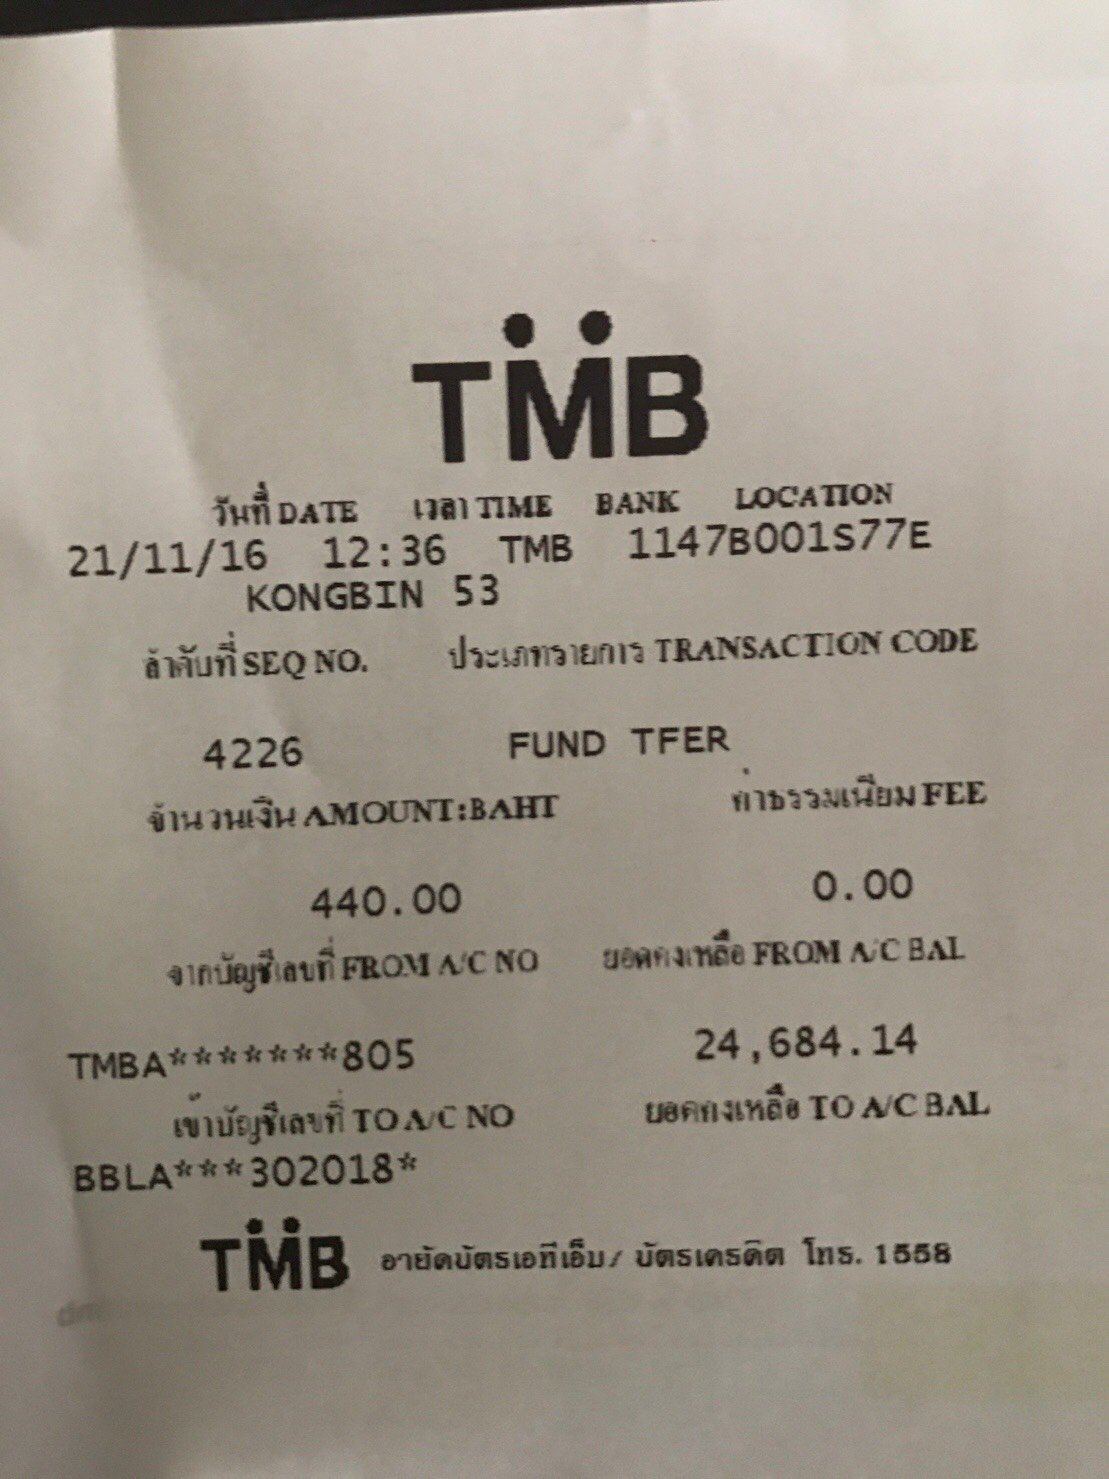 TMB
วันที่ DATE เวลา TIME BANK LOCATION
21/11/16 12:36 TMB 1147B001S77E
KONGBIN 53
ลำดับที่ SEQ NO. ประเภทรายการ TRANSACTION CODE
4226 FUND TFER
จำนวนเงิน AMOUNT:BAHT ค่าธรรมเนียม FEE
440.00 0.00
จากบัญชีเลขที่ FROM A/C NO ยอดคงเหลือ FROM A/C BAL
TMBA*******805 24,684.14
เข้าบัญชีเลขที่ TO A/C NO ยอดคงเหลือ TO A/C BAL
BBLA***302018*
TMB อายัดบัตรเอทีเอ็ม/ บัตรเครดิต โทร. 1558